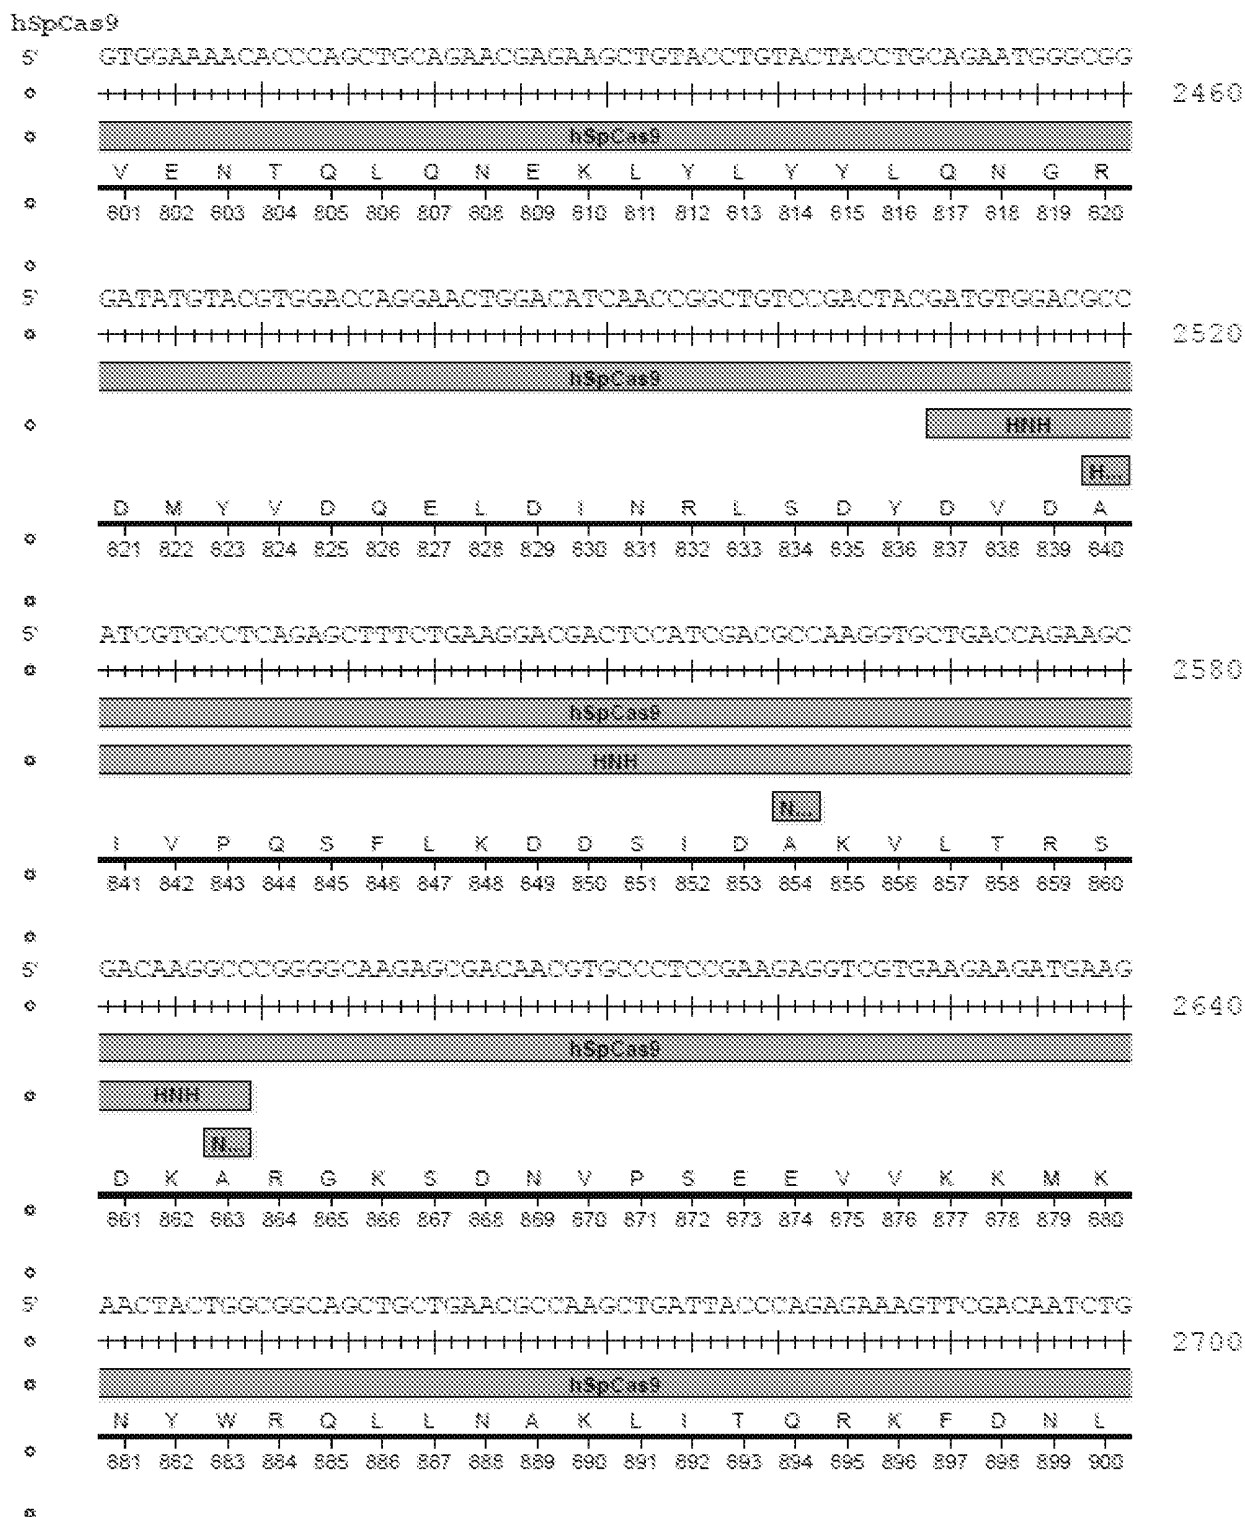 hSpCas9
5' GTGGAAAACACCCAGCTGCAGAACGAGAAGCTGTACCTGTACTACCTGCAGAATGGGCGG
2460
hSpCas9
V E N T Q L Q N E K L Y L Y Y L Q N G R
801 802 803 804 805 806 807 808 809 810 811 812 813 814 815 816 817 818 819 820
5' GATATGTACGTGGACCAGGAACTGGACATCAACCGGCTGTCCGACTACGATGTGGACGCC
2520
hSpCas9
HNH
H...
D M Y V D Q E L D I N R L S D Y D V D A
821 822 823 824 825 826 827 828 829 830 831 832 833 834 835 836 837 838 839 840
5' ATCGTGCCTCAGAGCTTTCTGAAGGACGACTCCATCGACGCCAAGGTGCTGACCAGAAGC
2580
hSpCas9
HNH
N...
I V P Q S F L K D D S I D A K V L T R S
841 842 843 844 845 846 847 848 849 850 851 852 853 854 855 856 857 858 859 860
5' GACAAGGCCCGGGGCAAGAGCGACAACGTGCCCTCCGAAGAGGTCGTGAAGAAGATGAAG
2640
hSpCas9
HNH
N...
D K A R G K S D N V P S E E V V K K M K
861 862 863 864 865 866 867 868 869 870 871 872 873 874 875 876 877 878 879 880
5' AACTACTGGCGGCAGCTGCTGAACGCCAAGCTGATTACCCAGAGAAAGTTCGACAATCTG
2700
hSpCas9
N Y W R Q L L N A K L I T Q R K F D N L
881 882 883 884 885 886 887 888 889 890 891 892 893 894 895 896 897 898 899 900